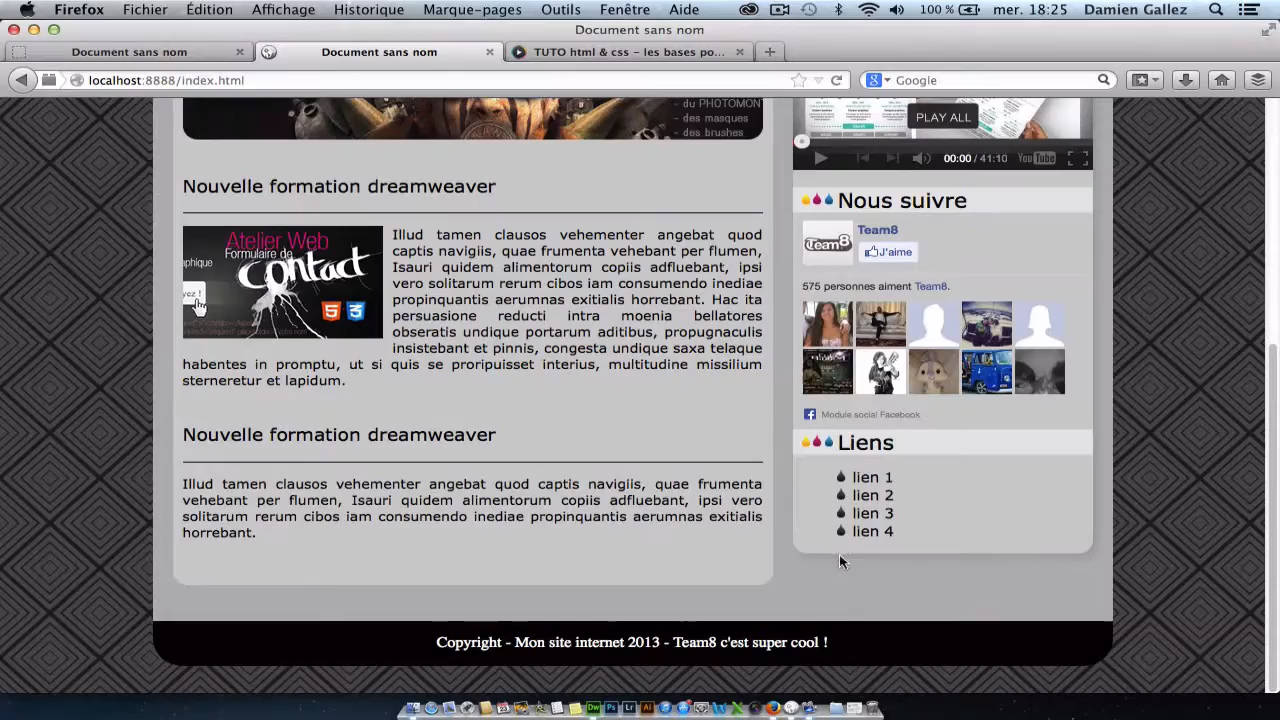 Firefox Fichier Édition Affichage Historique Marque-pages Outils Fenêtre Aide 100 % mer. 18:25 Damien Gallez
Document sans nom
Document sans nom
Document sans nom
TUTO html & css - les bases po...
localhost:8888/index.html
Google
du PHOTOMON
- des masques
- des brushes
PLAY ALL
00:00 / 41:10 YouTube
Nouvelle formation dreamweaver
Atelier Web
Formulaire de
contact
aphique
yez !
Illud tamen clausos vehementer angebat quod
captis navigiis, quae frumenta vehebant per flumen,
Isauri quidem alimentorum copiis adfluebant, ipsi
vero solitarum rerum cibos iam consumendo inediae
propinquantis aerumnas exitialis horrebant. Hac ita
persuasione reducti intra moenia bellatores
obseratis undique portarum aditibus, propugnaculis
insistebant et pinnis, congesta undique saxa telaque
habentes in promptu, ut si quis se proripuisset interius, multitudine missilium
sterneretur et lapidum.
Nouvelle formation dreamweaver
Illud tamen clausos vehementer angebat quod captis navigiis, quae frumenta
vehebant per flumen, Isauri quidem alimentorum copiis adfluebant, ipsi vero
solitarum rerum cibos iam consumendo inediae propinquantis aerumnas exitialis
horrebant.
Nous suivre
Team8
Team8
J'aime
575 personnes aiment Team8.
Module social Facebook
Liens
lien 1
lien 2
lien 3
lien 4
Copyright - Mon site internet 2013 - Team8 c'est super cool !
Dw Ps Lr Ai